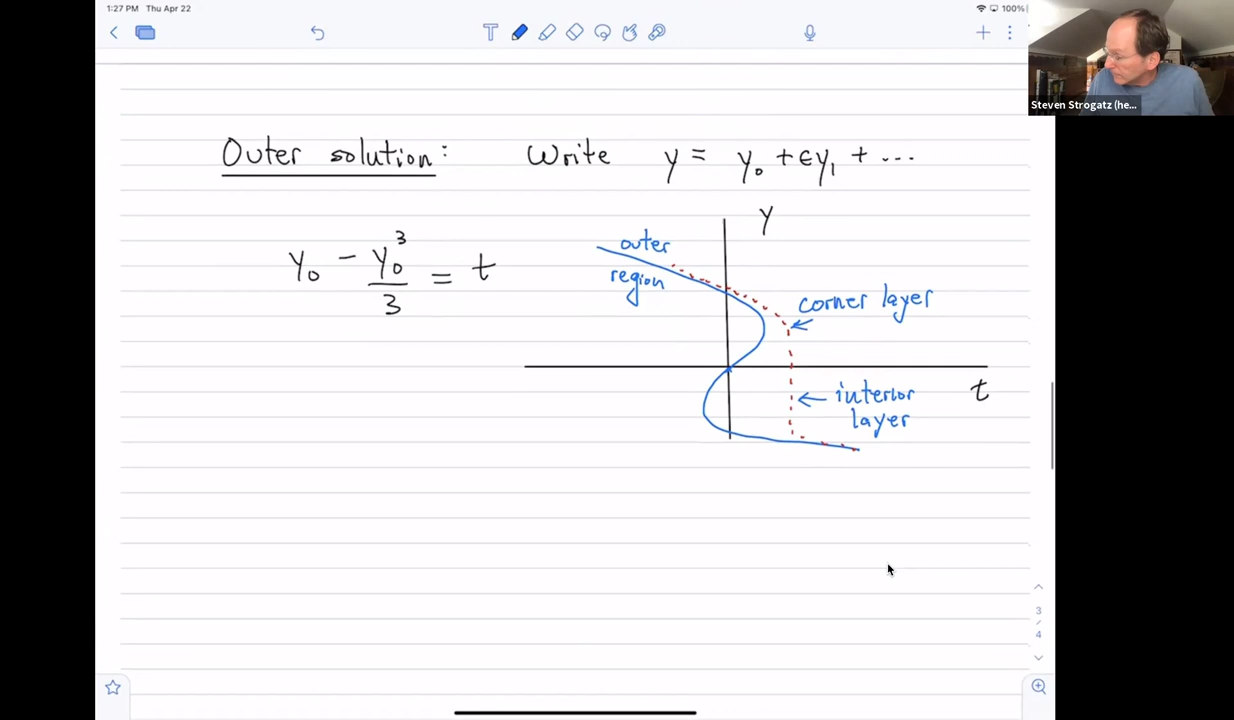 1:27 PM Thu Apr 22
100%
Steven Strogatz (he...
Outer solution: Write y = y₀ + ϵy₁ + ...
y₀ - y₀³/3 = t
y
outer
region
corner layer
t
interior
layer
3
/
4